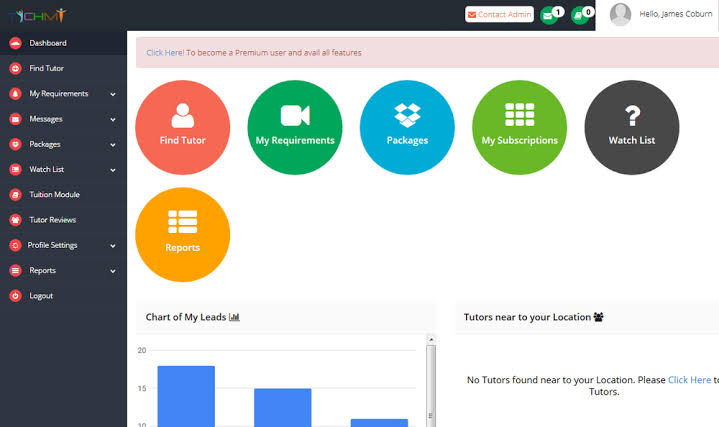 Contact Admin
1
0
Hello, James Coburn
Dashboard
Find Tutor
My Requirements
Messages
Packages
Watch List
Tuition Module
Tutor Reviews
Profile Settings
Reports
Logout
Click Here! To become a Premium user and avail all features
Find Tutor
My Requirements
Packages
My Subscriptions
?
Watch List
Reports
Chart of My Leads
20
15
10
Tutors near to your Location
No Tutors found near to your Location. Please Click Here to
Tutors.